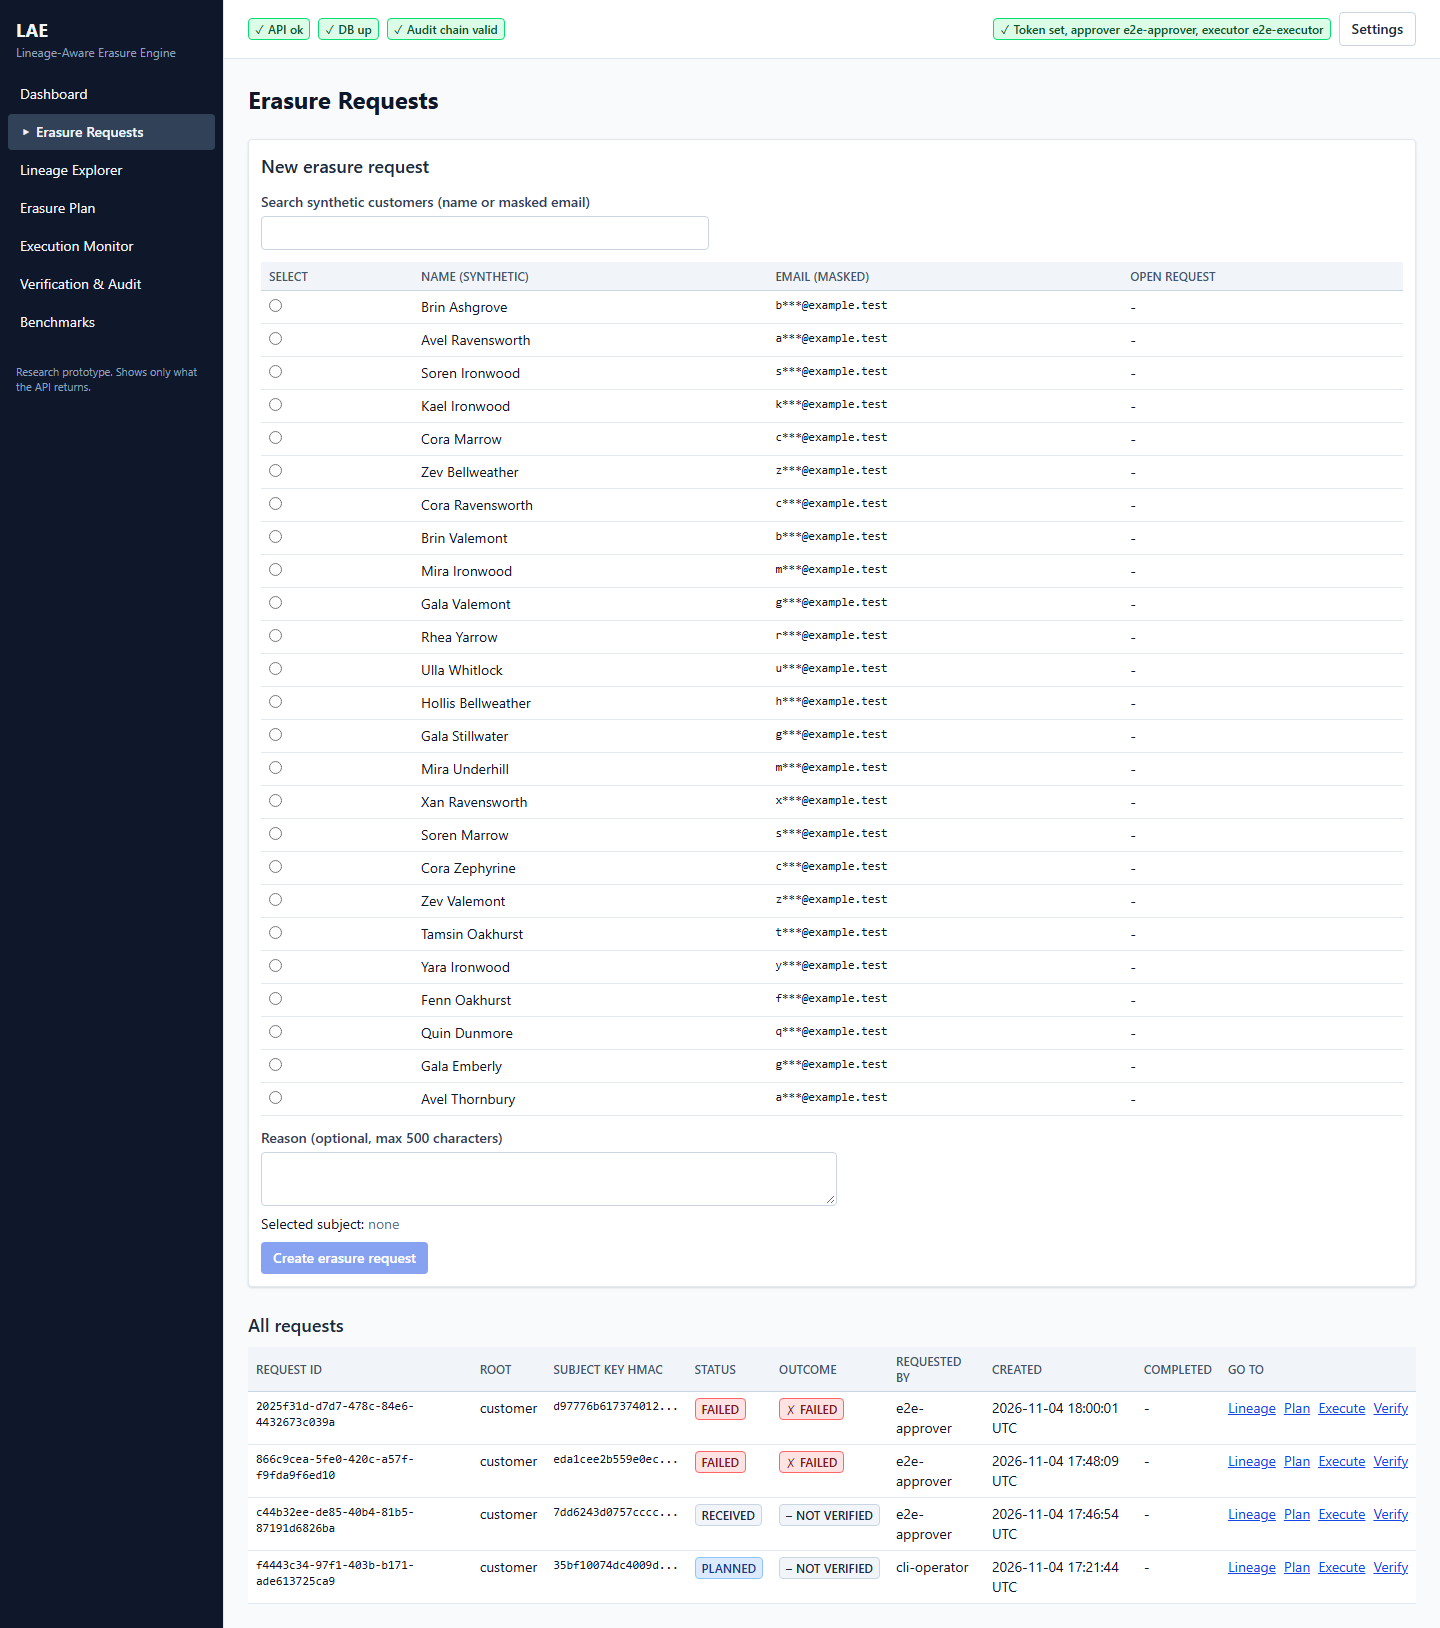 LAE
Lineage-Aware Erasure Engine
Dashboard
▸ Erasure Requests
Lineage Explorer
Erasure Plan
Execution Monitor
Verification & Audit
Benchmarks
Research prototype. Shows only what
the API returns.
✓ API ok ✓ DB up ✓ Audit chain valid ✓ Token set, approver e2e-approver, executor e2e-executor Settings
Erasure Requests
New erasure request
Search synthetic customers (name or masked email)
SELECT NAME (SYNTHETIC) EMAIL (MASKED) OPEN REQUEST
Brin Ashgrove b***@example.test -
Avel Ravensworth a***@example.test -
Soren Ironwood s***@example.test -
Kael Ironwood k***@example.test -
Cora Marrow c***@example.test -
Zev Bellweather z***@example.test -
Cora Ravensworth c***@example.test -
Brin Valemont b***@example.test -
Mira Ironwood m***@example.test -
Gala Valemont g***@example.test -
Rhea Yarrow r***@example.test -
Ulla Whitlock u***@example.test -
Hollis Bellweather h***@example.test -
Gala Stillwater g***@example.test -
Mira Underhill m***@example.test -
Xan Ravensworth x***@example.test -
Soren Marrow s***@example.test -
Cora Zephyrine c***@example.test -
Zev Valemont z***@example.test -
Tamsin Oakhurst t***@example.test -
Yara Ironwood y***@example.test -
Fenn Oakhurst f***@example.test -
Quin Dunmore q***@example.test -
Gala Emberly g***@example.test -
Avel Thornbury a***@example.test -
Reason (optional, max 500 characters)
Selected subject: none
Create erasure request
All requests
REQUEST ID ROOT SUBJECT KEY HMAC STATUS OUTCOME REQUESTED BY CREATED COMPLETED GO TO
2025f31d-d7d7-478c-84e6- customer d97776b617374012... FAILED ✗ FAILED e2e- 2026-11-04 18:00:01 - Lineage Plan Execute Verify
4432673c039a approver UTC
866c9cea-5fe0-420c-a57f- customer eda1cee2b559e0ec... FAILED ✗ FAILED e2e- 2026-11-04 17:48:09 - Lineage Plan Execute Verify
f9fda9f6ed10 approver UTC
c44b32ee-de85-40b4-81b5- customer 7dd6243d0757cccc... RECEIVED – NOT VERIFIED e2e- 2026-11-04 17:46:54 - Lineage Plan Execute Verify
87191d6826ba approver UTC
f4443c34-97f1-403b-b171- customer 35bf10074dc4009d... PLANNED – NOT VERIFIED cli-operator 2026-11-04 17:21:44 - Lineage Plan Execute Verify
ade613725ca9 UTC